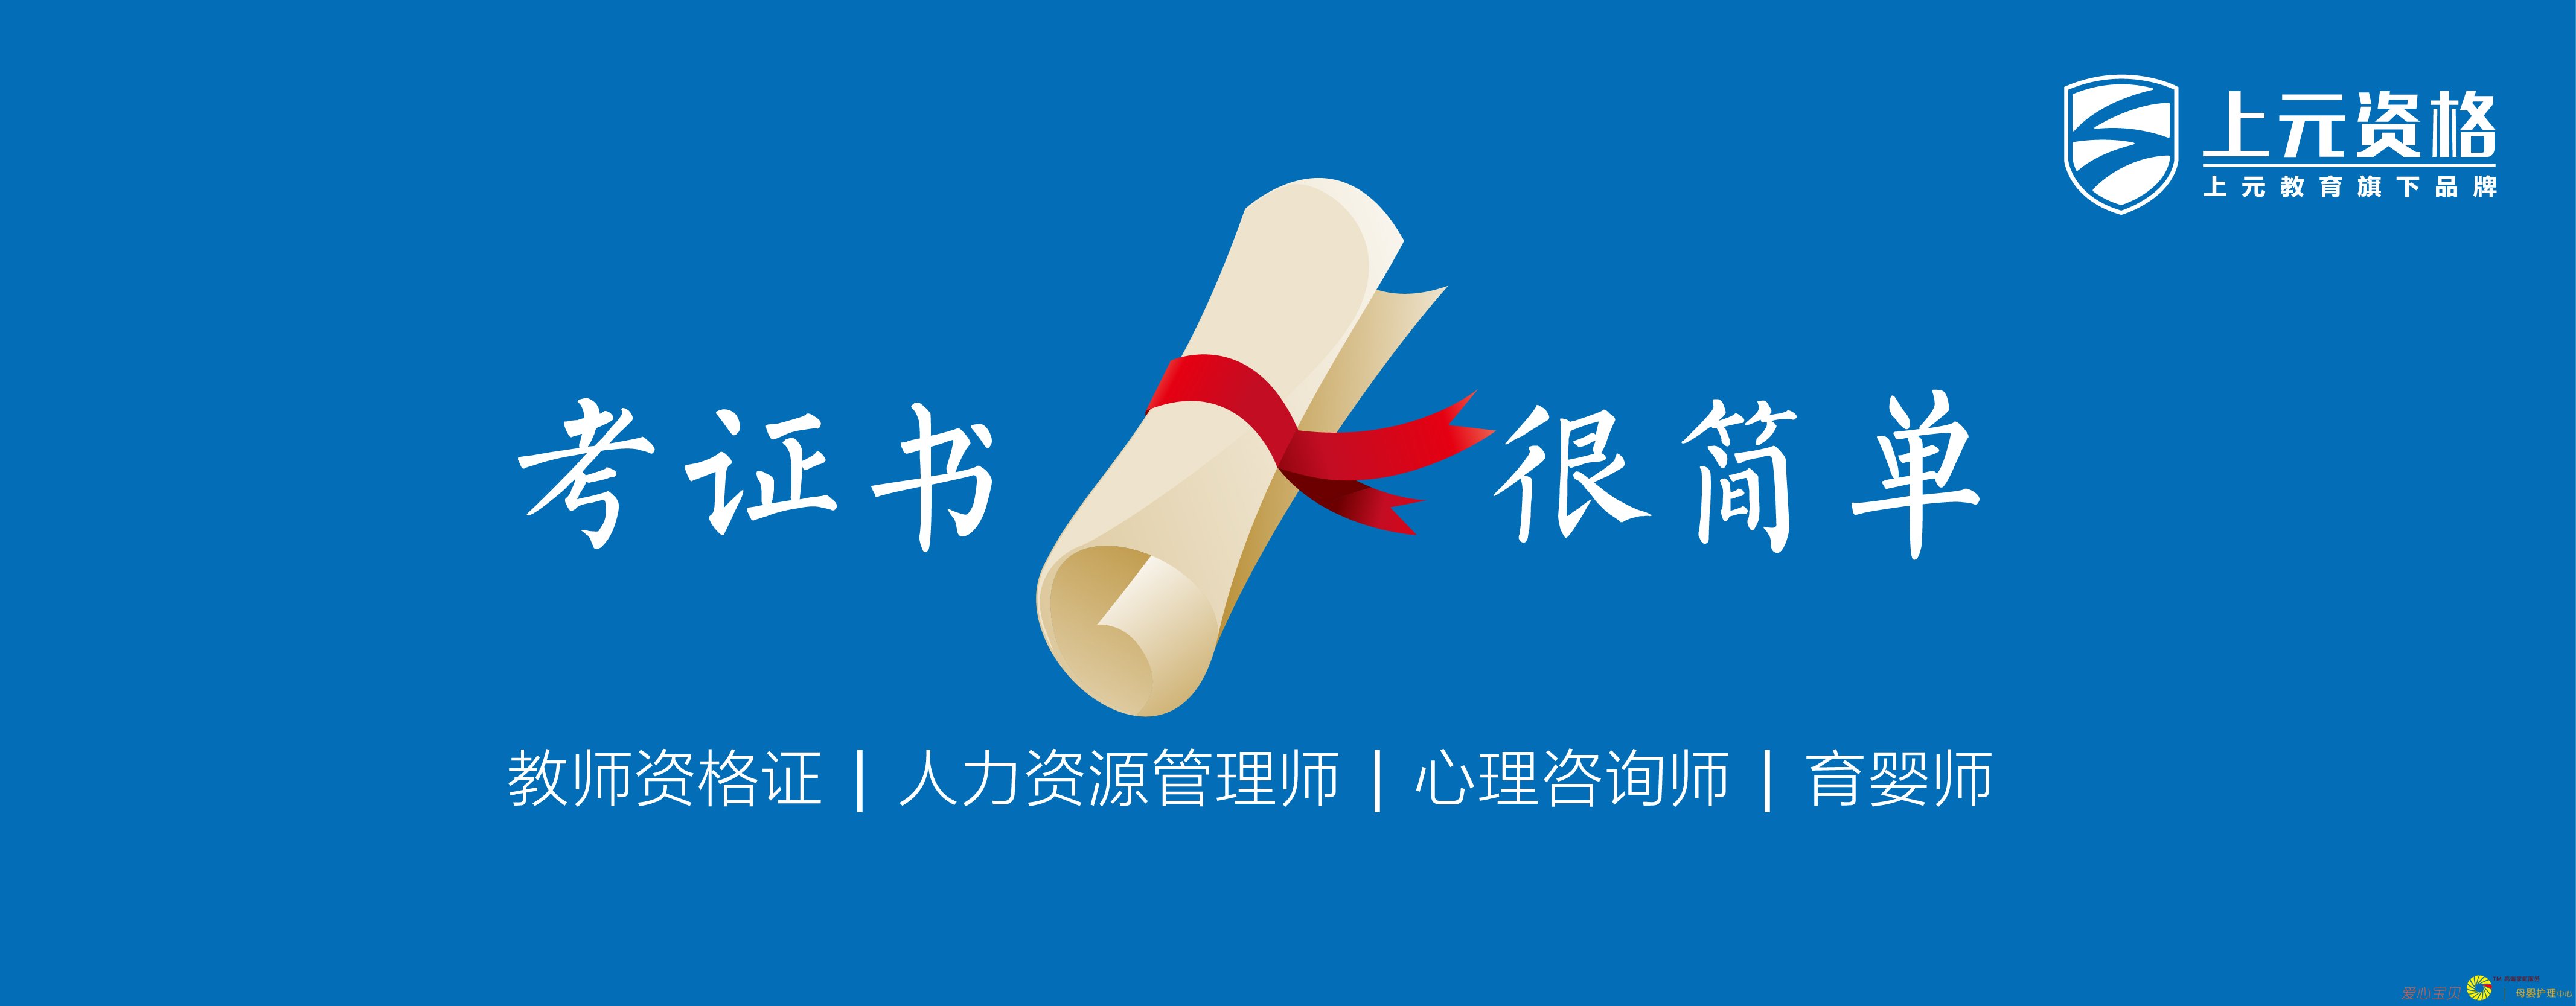 上元资格
上元教育旗下品牌
考证书 很简单
教师资格证 | 人力资源管理师 | 心理咨询师 | 育婴师
爱心宝贝 TM | 母婴护理中心